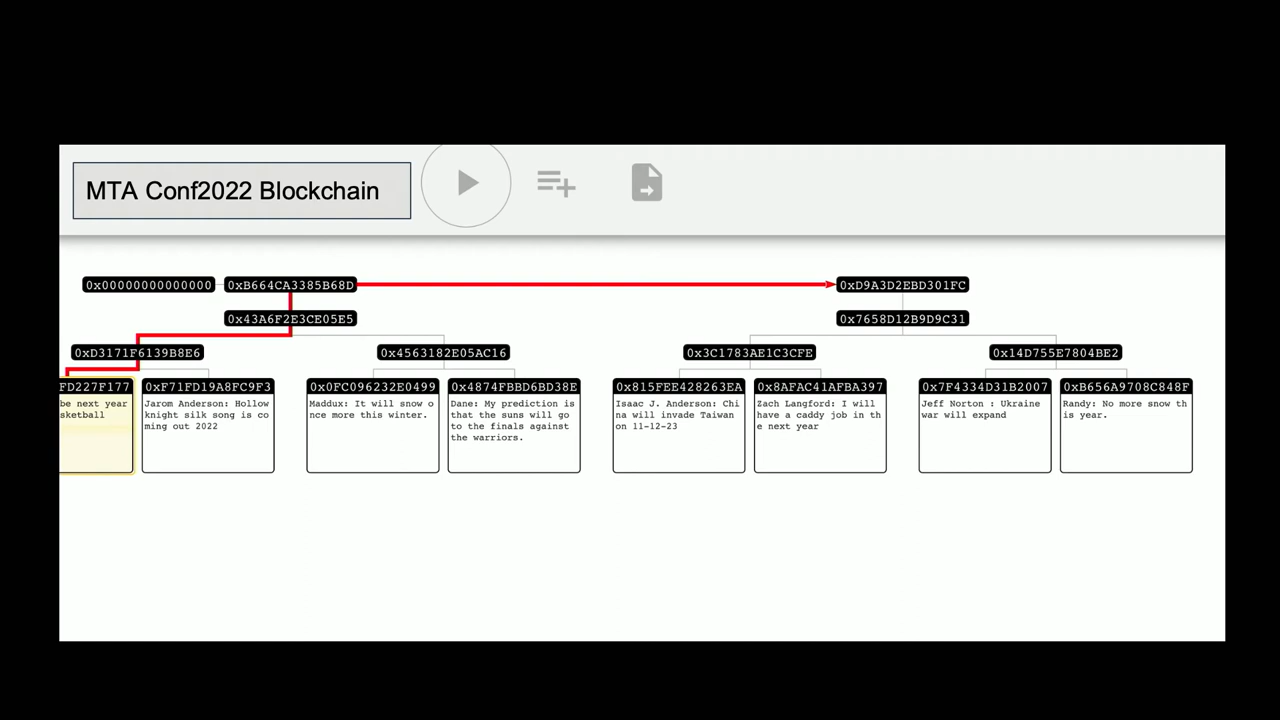 MTA Conf2022 Blockchain
0x00000000000000 0xB664CA3385B68D 0xD9A3D2EBD301FC
0x43A6F2E3CE05E5 0x7658D12B9D9C31
0xD3171F6139B8E6 0x4563182E05AC16 0x3C1783AE1C3CFE 0x14D755E7804BE2
FD227F177
be next year
sketball
0xF71FD19A8FC9F3
Jarom Anderson: Hollow
knight silk song is co
ming out 2022
0x0FC096232E0499
Maddux: It will snow o
nce more this winter.
0x4874FBBD6BD38E
Dane: My prediction is
that the suns will go
to the finals against
the warriors.
0x815FEE428263EA
Isaac J. Anderson: Chi
na will invade Taiwan
on 11-12-23
0x8AFAC41AFBA397
Zach Langford: I will
have a caddy job in th
e next year
0x7F4334D31B2007
Jeff Norton : Ukraine
war will expand
0xB656A9708C848F
Randy: No more snow th
is year.